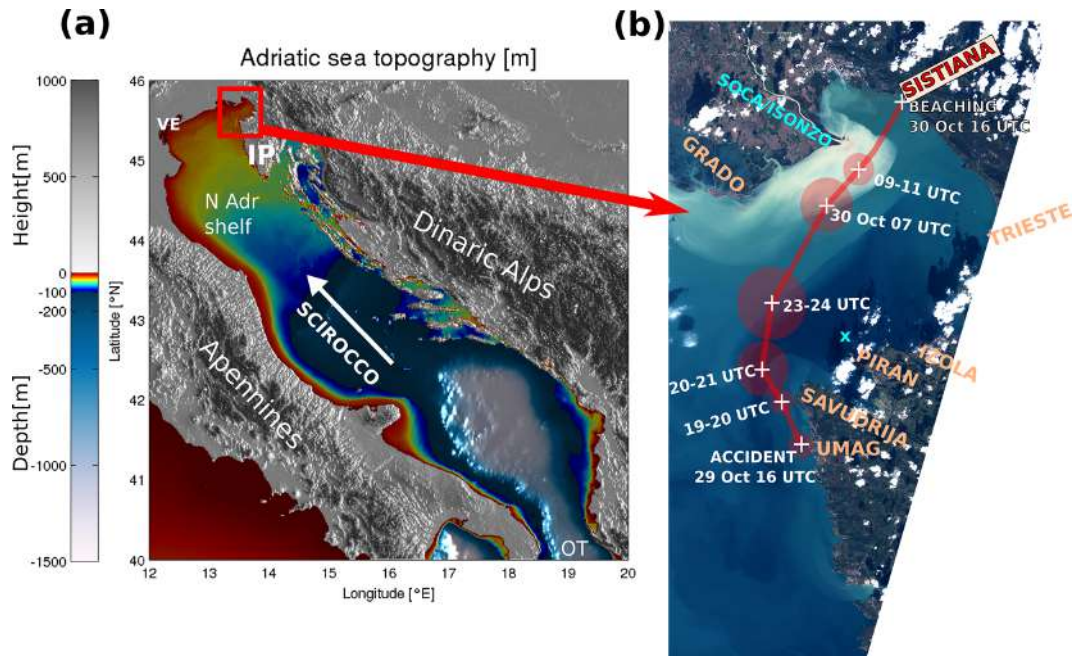 (a)
Adriatic sea topography [m]
Height[m]
Depth[m]
1000
500
0
-100
-200
-500
-1000
-1500
Latitude [°N]
46
45
44
43
42
41
40
12
13
14
15
16
17
18
19
20
Longitude [°E]
VE
IP
N Adr
shelf
Dinaric Alps
SCIROCCO
Apennines
OT
(b)
SISTIANA
BEACHING
30 Oct 16 UTC
SOCA/ISONZO
GRADO
09-11 UTC
30 Oct 07 UTC
TRIESTE
23-24 UTC
x
IZOLA
PIRAN
20-21 UTC
SAVUDRIJA
19-20 UTC
UMAG
ACCIDENT
29 Oct 16 UTC